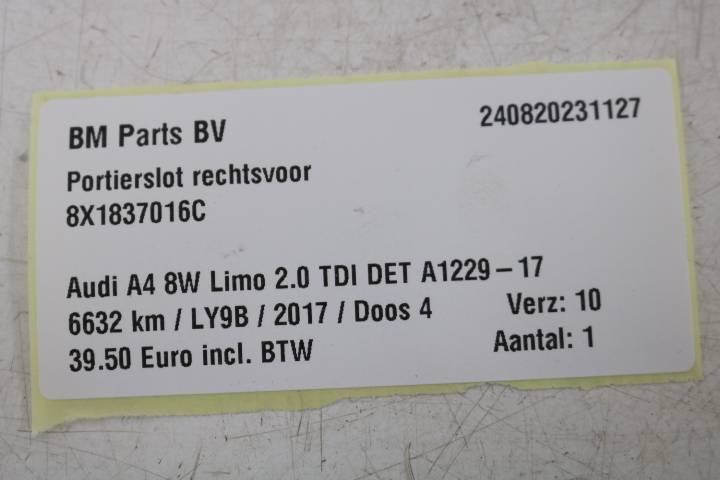 BM Parts BV 240820231127
Portierslot rechtsvoor
8X1837016C
Audi A4 8W Limo 2.0 TDI DET A1229 – 17
6632 km / LY9B / 2017 / Doos 4 Verz: 10
39.50 Euro incl. BTW Aantal: 1